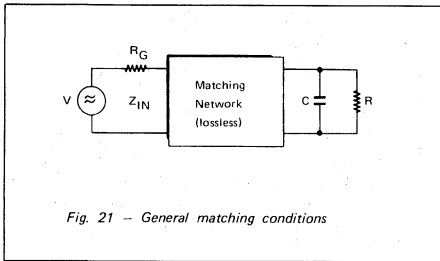 R_G
V
≈
Z_IN
Matching
Network
(lossless)
C
R
Fig. 21 – General matching conditions